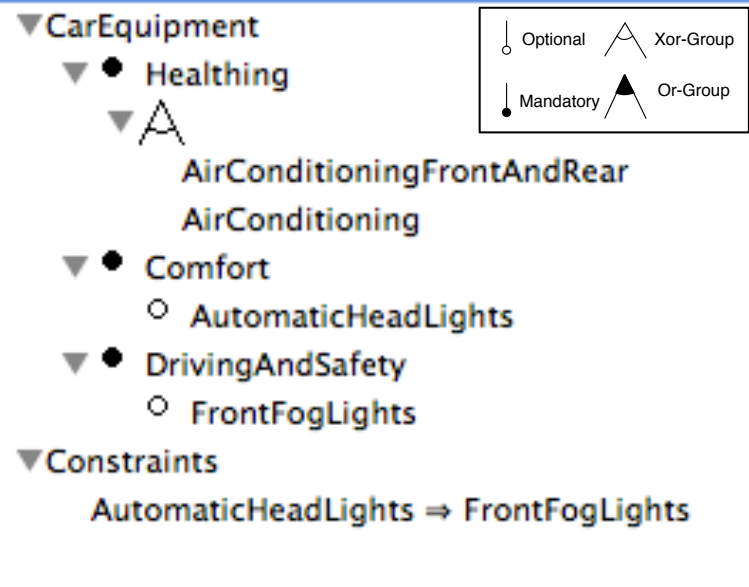 CarEquipment
Optional Xor-Group
Healthing
Mandatory Or-Group
AirConditioningFrontAndRear
AirConditioning
Comfort
AutomaticHeadLights
DrivingAndSafety
FrontFogLights
Constraints
AutomaticHeadLights ⇒ FrontFogLights